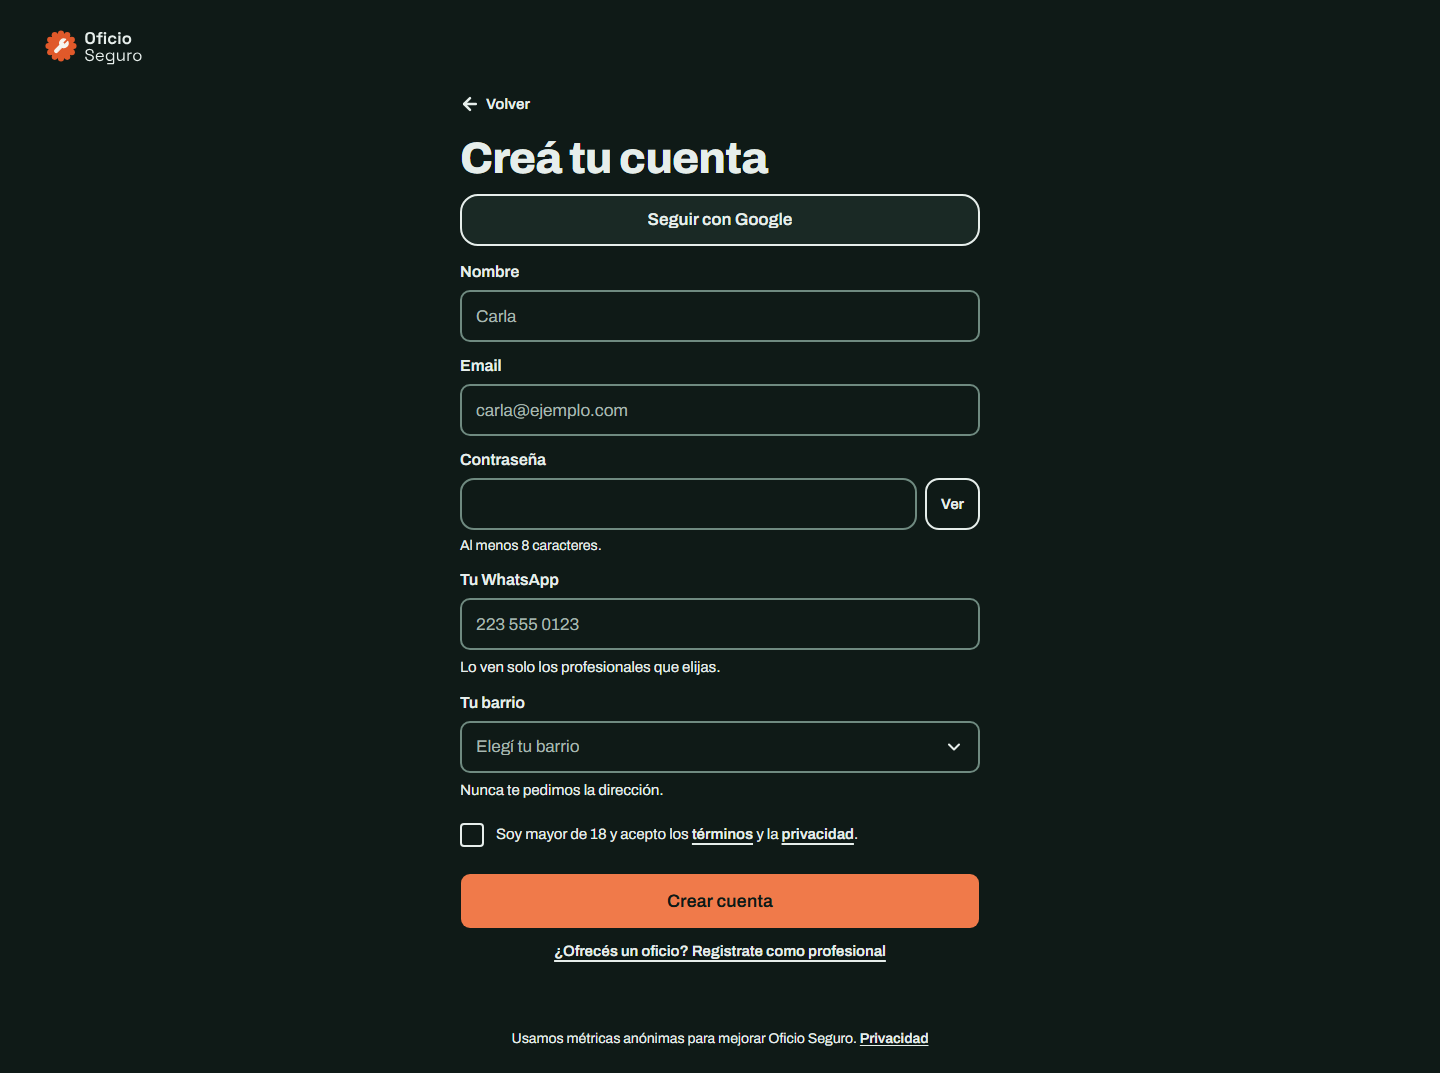 Oficio
Seguro
Volver
Creá tu cuenta
Seguir con Google
Nombre
Carla
Email
carla@ejemplo.com
Contraseña
Ver
Al menos 8 caracteres.
Tu WhatsApp
223 555 0123
Lo ven solo los profesionales que elijas.
Tu barrio
Elegí tu barrio
Nunca te pedimos la dirección.
Soy mayor de 18 y acepto los términos y la privacidad.
Crear cuenta
¿Ofrecés un oficio? Registrate como profesional
Usamos métricas anónimas para mejorar Oficio Seguro. Privacidad